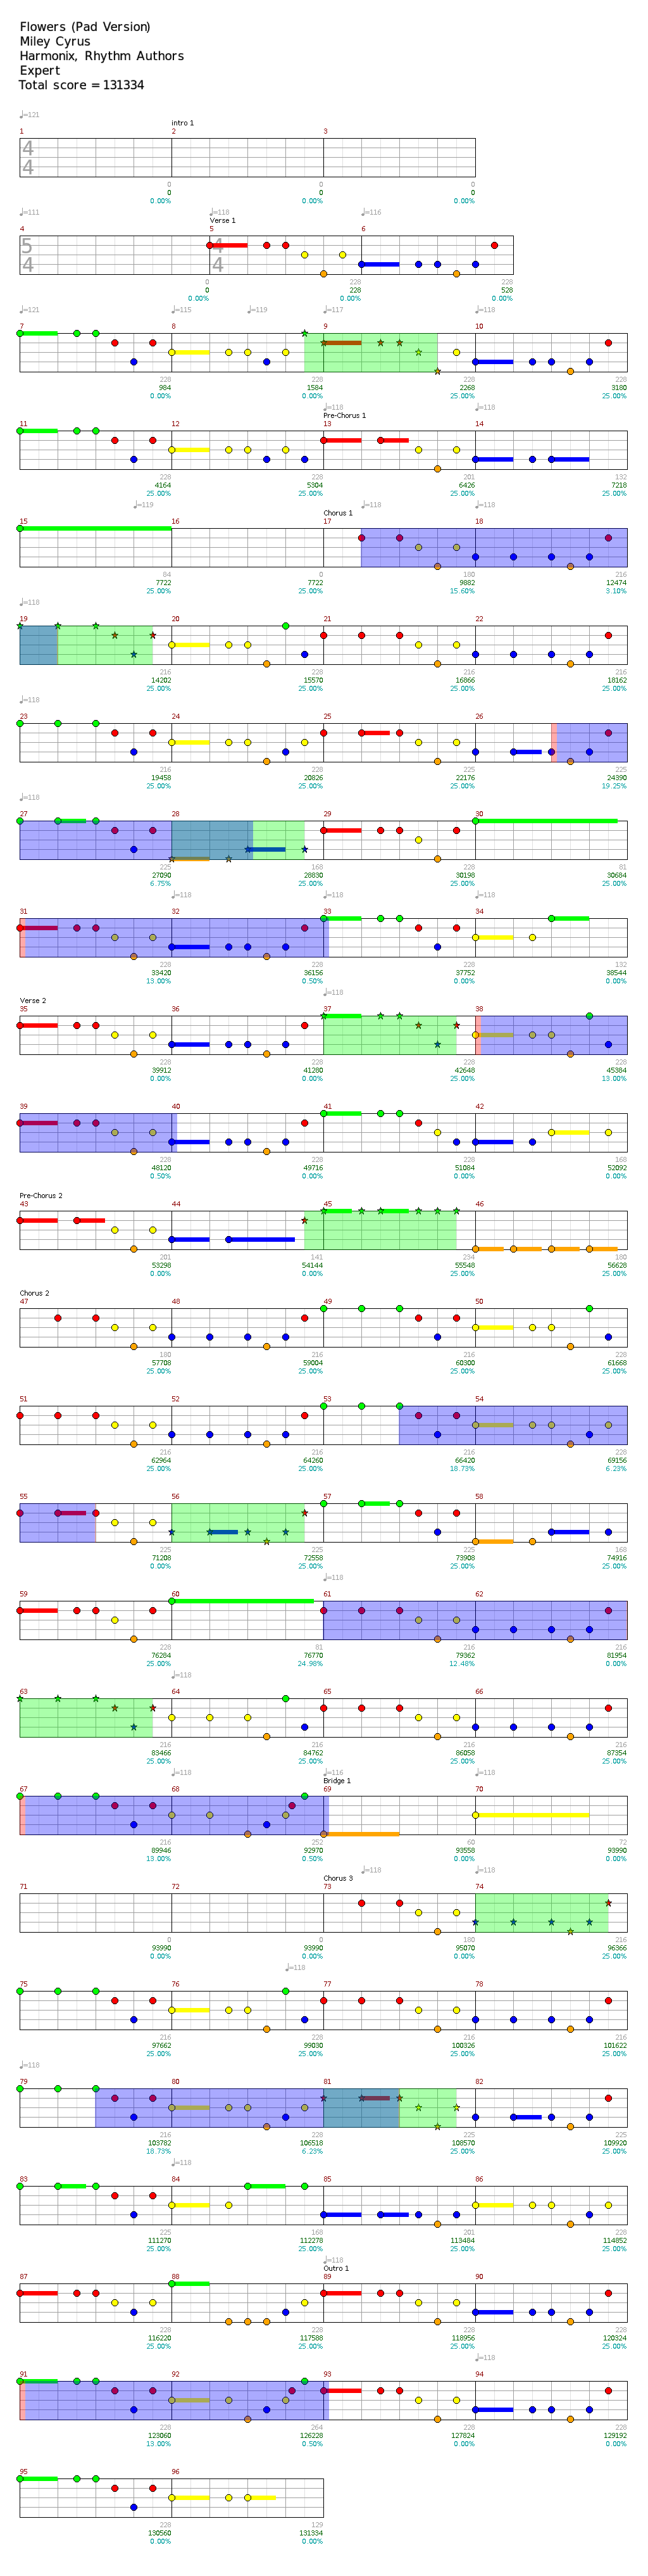 Flowers (Pad Version)
Miley Cyrus
Harmonix, Rhythm Authors
Expert
Total score = 131334
♩=121
intro 1
1 2 3
4
4
0 0 0
0 0 0
0.00% 0.00% 0.00%
♩=111 ♩=118 ♩=116
Verse 1
4 5 6
5 4
4 4
0 228 228
0 228 528
0.00% 0.00% 0.00%
♩=121 ♩=115 ♩=119 ♩=117 ♩=118
7 8 9 10
228 228 228 228
984 1584 2268 3180
0.00% 0.00% 25.00% 25.00%
♩=118 ♩=118
Pre-Chorus 1
11 12 13 14
228 228 201 132
4164 5304 6426 7218
25.00% 25.00% 25.00% 25.00%
♩=119 ♩=118 ♩=118
Chorus 1
15 16 17 18
84 0 180 216
7722 7722 9882 12474
25.00% 25.00% 15.60% 3.10%
♩=118
19 20 21 22
216 228 216 216
14202 15570 16866 18162
25.00% 25.00% 25.00% 25.00%
♩=118
23 24 25 26
216 228 225 225
19458 20826 22176 24390
25.00% 25.00% 25.00% 19.25%
♩=118
27 28 29 30
225 168 228 81
27090 28830 30198 30684
6.75% 25.00% 25.00% 25.00%
♩=118 ♩=118
31 32 33 34
228 228 228 132
33420 36156 37752 38544
13.00% 0.50% 0.00% 0.00%
♩=118
Verse 2
35 36 37 38
228 228 228 228
39912 41280 42648 45384
0.00% 0.00% 25.00% 13.00%
39 40 41 42
228 228 228 168
48120 49716 51084 52092
0.50% 0.00% 0.00% 0.00%
Pre-Chorus 2
43 44 45 46
201 141 234 180
53298 54144 55548 56628
0.00% 0.00% 25.00% 25.00%
Chorus 2
47 48 49 50
180 216 216 228
57708 59004 60300 61668
25.00% 25.00% 25.00% 25.00%
51 52 53 54
216 216 216 228
62964 64260 66420 69156
25.00% 25.00% 18.73% 6.23%
55 56 57 58
225 225 225 168
71208 72558 73908 74916
0.00% 25.00% 25.00% 25.00%
♩=118
59 60 61 62
228 81 216 216
76284 76770 79362 81954
25.00% 24.98% 12.48% 0.00%
♩=118
63 64 65 66
216 216 216 216
83466 84762 86058 87354
25.00% 25.00% 25.00% 25.00%
♩=118 ♩=116 ♩=118
Bridge 1
67 68 69 70
216 252 60 72
89946 92970 93558 93990
13.00% 0.50% 0.00% 0.00%
♩=118 ♩=118
Chorus 3
71 72 73 74
0 0 180 216
93990 93990 95070 96366
0.00% 0.00% 0.00% 25.00%
♩=118
75 76 77 78
216 228 216 216
97662 99030 100326 101622
25.00% 25.00% 25.00% 25.00%
♩=118
79 80 81 82
216 228 225 225
103782 106518 108570 109920
18.73% 6.23% 25.00% 25.00%
♩=118
83 84 85 86
225 168 201 228
111270 112278 113484 114852
25.00% 25.00% 25.00% 25.00%
♩=118
Outro 1
87 88 89 90
228 228 228 228
116220 117588 118956 120324
25.00% 25.00% 25.00% 25.00%
♩=118
91 92 93 94
228 264 228 228
123060 126228 127824 129192
13.00% 0.50% 0.00% 0.00%
95 96
228 129
130560 131334
0.00% 0.00%